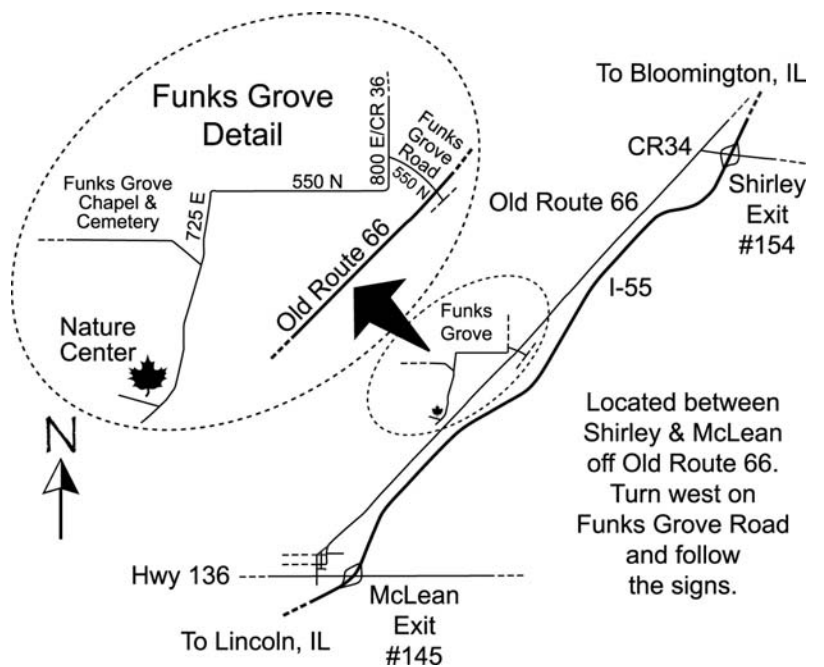 Funks Grove
Detail
800 E/CR 36
Funks
Grove
Road
550 N
550 N
Funks Grove
Chapel &
Cemetery
725 E
Old Route 66
Nature
Center
N
To Bloomington, IL
CR34
Shirley
Exit
#154
Old Route 66
I-55
Funks
Grove
Located between
Shirley & McLean
off Old Route 66.
Turn west on
Funks Grove Road
and follow
the signs.
Hwy 136
McLean
Exit
#145
To Lincoln, IL